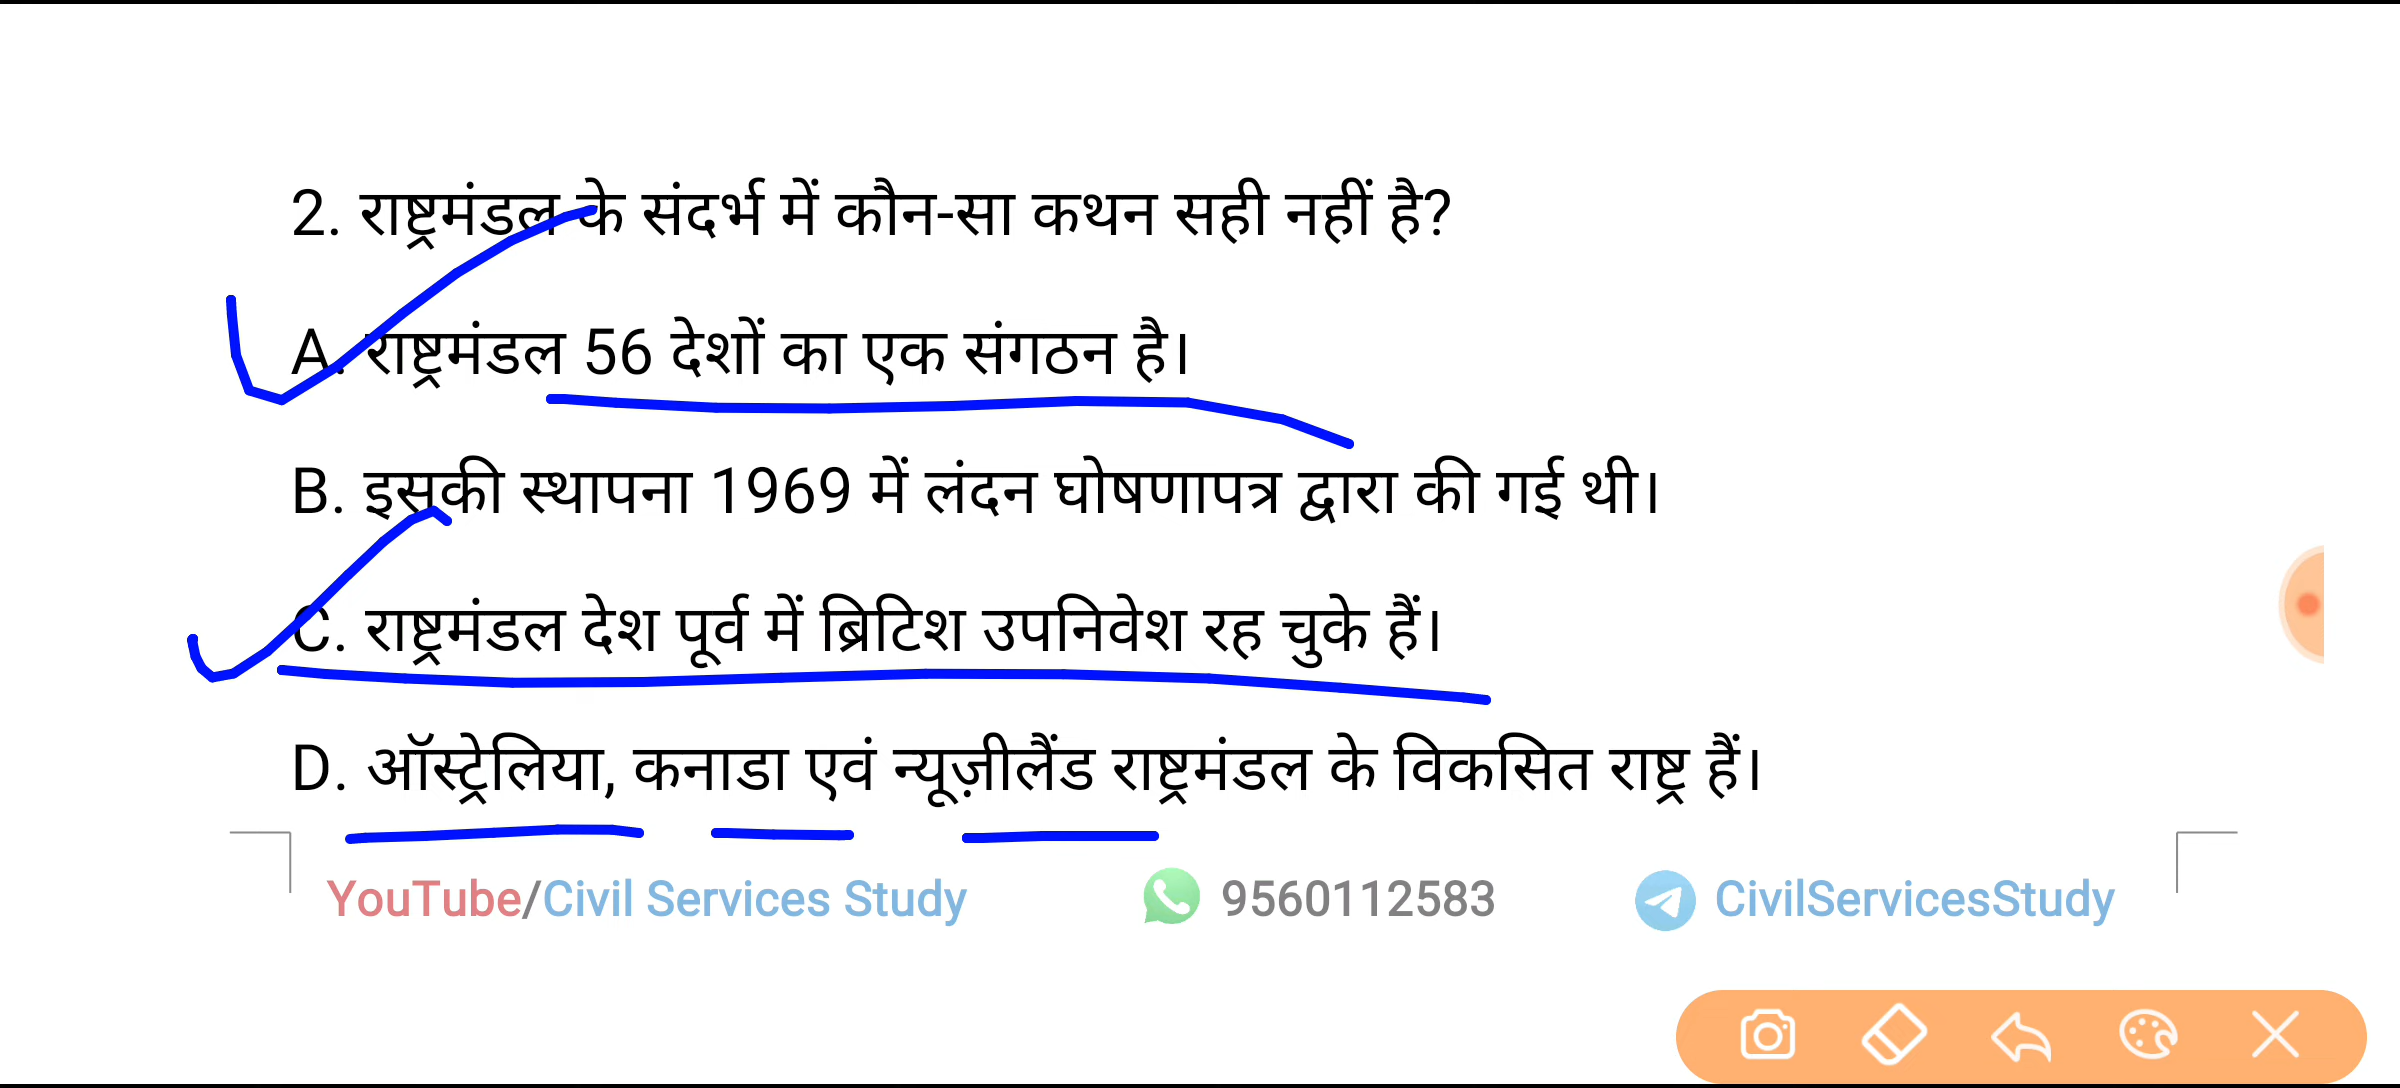 2. राष्ट्रमंडल के संदर्भ में कौन-सा कथन सही नहीं है?
A. राष्ट्रमंडल 56 देशों का एक संगठन है।
B. इसकी स्थापना 1969 में लंदन घोषणापत्र द्वारा की गई थी।
C. राष्ट्रमंडल देश पूर्व में ब्रिटिश उपनिवेश रह चुके हैं।
D. ऑस्ट्रेलिया, कनाडा एवं न्यूज़ीलैंड राष्ट्रमंडल के विकसित राष्ट्र हैं।
YouTube/Civil Services Study 9560112583 CivilServicesStudy